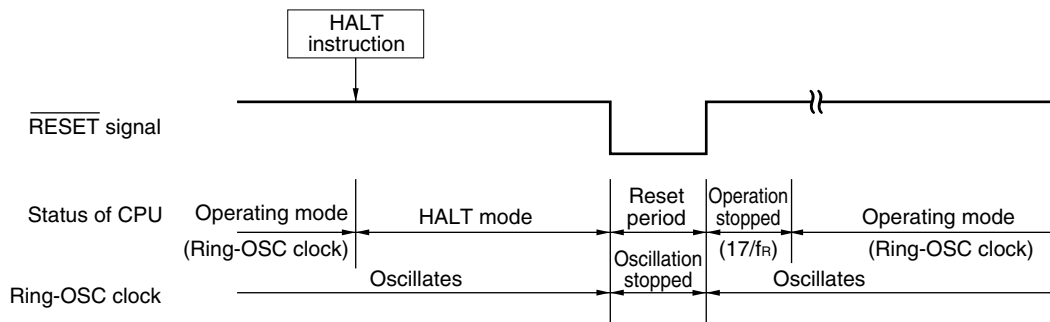 HALT
instruction
RESET signal
Status of CPU
Operating mode
(Ring-OSC clock)
HALT mode
Reset
period
Operation
stopped
(17/fR)
Operating mode
(Ring-OSC clock)
Ring-OSC clock
Oscillates
Oscillation
stopped
Oscillates